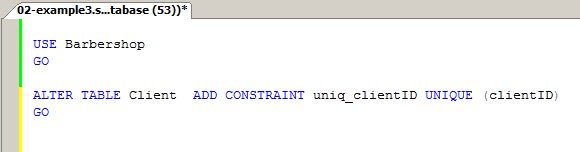 02-example3.s...tabase (53))*
USE Barbershop
GO
ALTER TABLE Client  ADD CONSTRAINT uniq_clientID UNIQUE (clientID)
GO